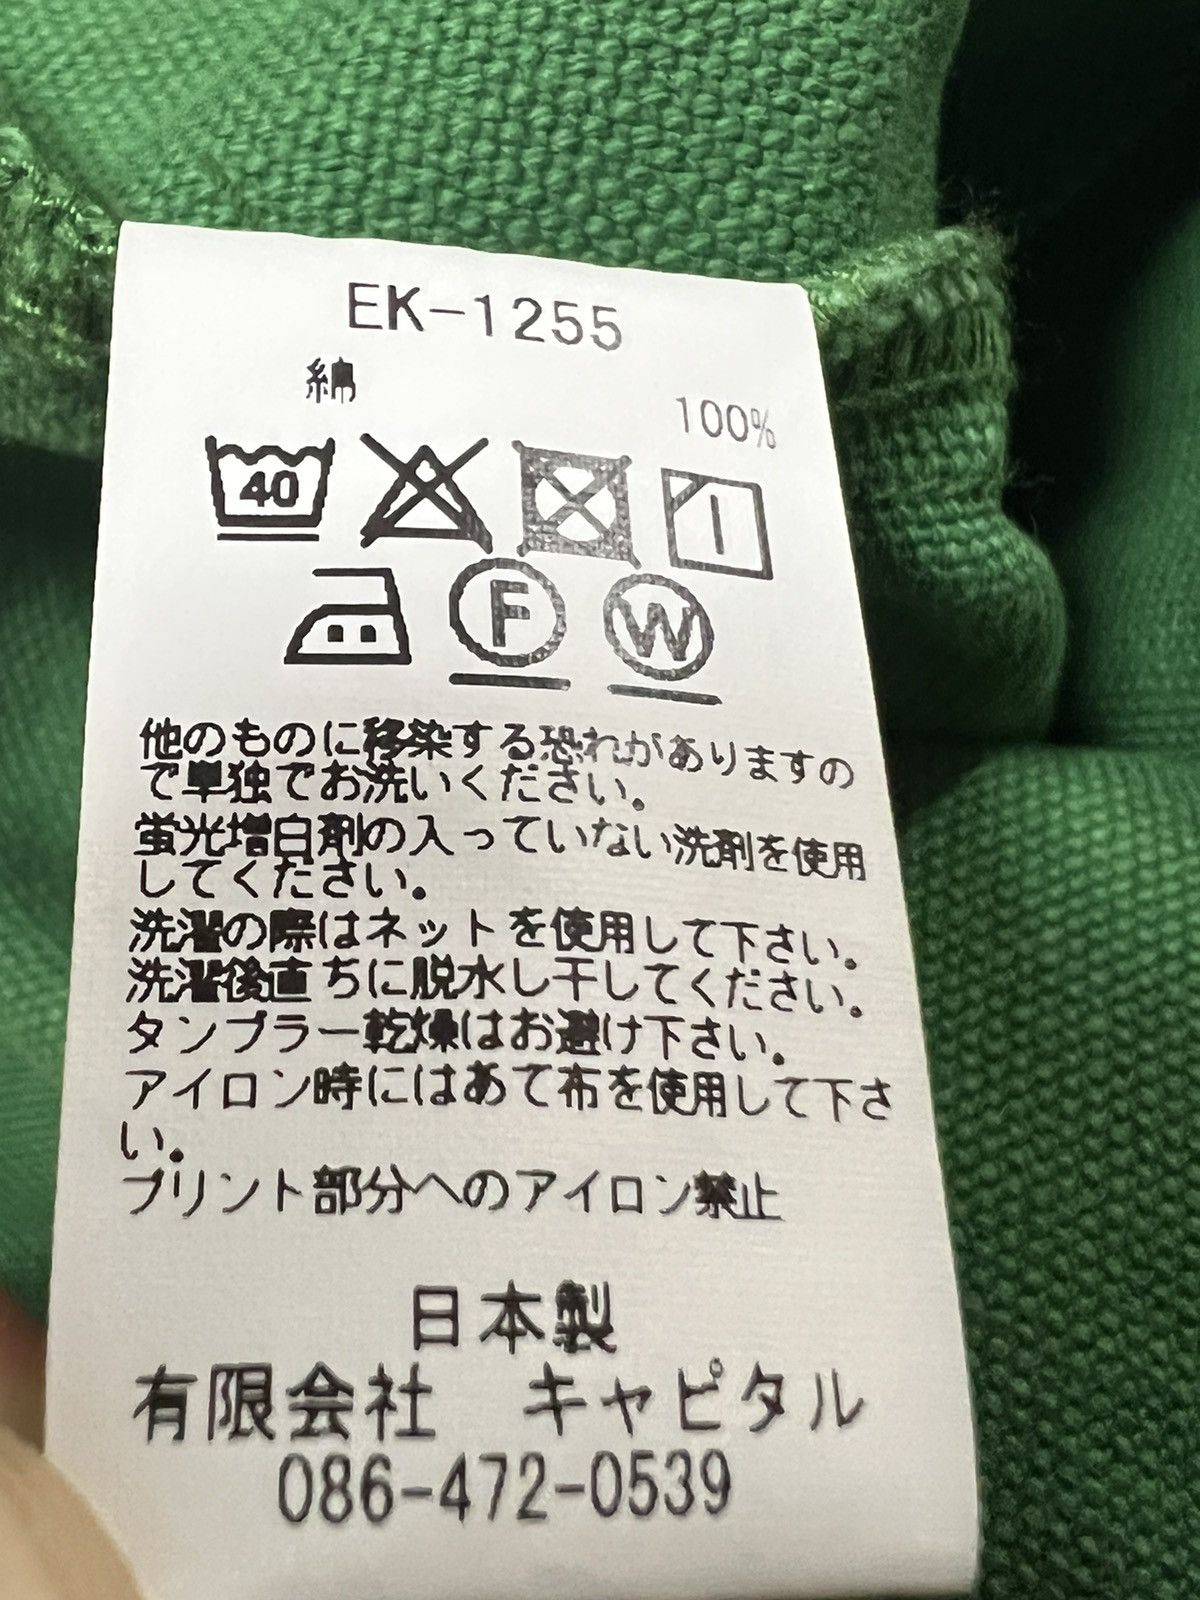 EK-1255
綿
100%
40
F
W
他のものに移染する恐れがありますの
で単独でお洗いください。
蛍光増白剤の入っていない洗剤を使用
してください。
洗濯の際はネットを使用して下さい。
洗濯後直ちに脱水し干してください。
タンブラー乾燥はお避け下さい。
アイロン時にはあて布を使用して下さ
い。
プリント部分へのアイロン禁止
日本製
有限会社 キャピタル
086-472-0539